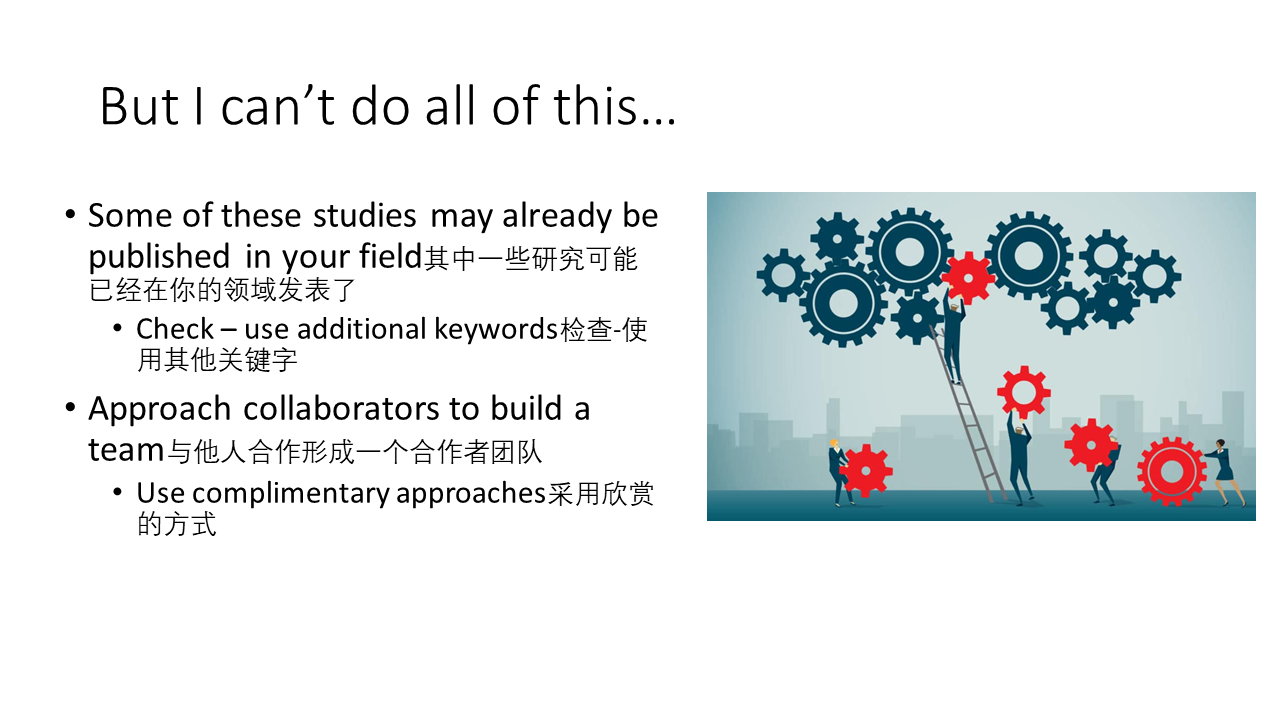 But I can’t do all of this…
• Some of these studies may already be
published in your field其中一些研究可能
已经在你的领域发表了
• Check – use additional keywords检查-使
用其他关键字
• Approach collaborators to build a
team与他人合作形成一个合作者团队
• Use complimentary approaches采用欣赏
的方式